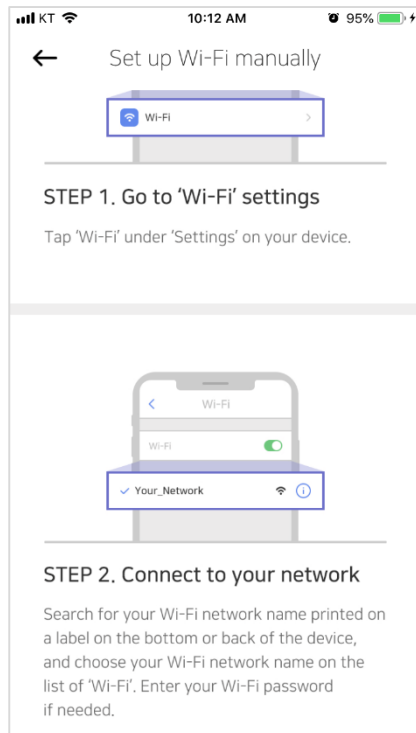 KT 10:12 AM 95%
Set up Wi-Fi manually
Wi-Fi
STEP 1. Go to ‘Wi-Fi’ settings
Tap ‘Wi-Fi’ under ‘Settings’ on your device.
Wi-Fi
Wi-Fi
Your_Network
STEP 2. Connect to your network
Search for your Wi-Fi network name printed on
a label on the bottom or back of the device,
and choose your Wi-Fi network name on the
list of ‘Wi-Fi’. Enter your Wi-Fi password
if needed.